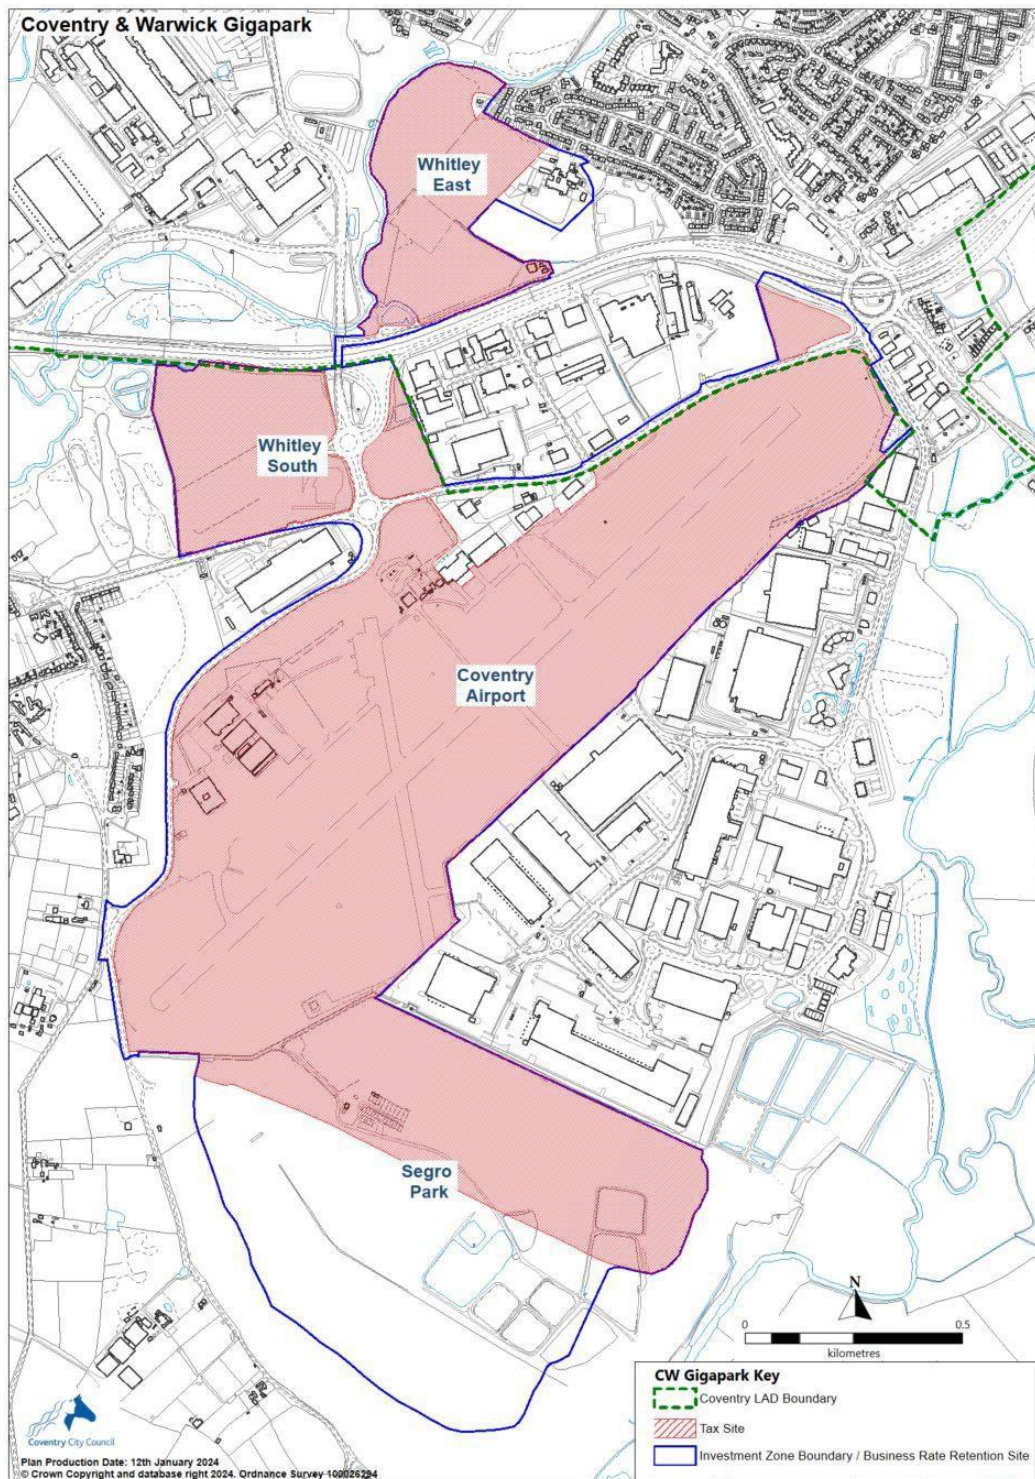 Coventry & Warwick Gigapark
Whitley
East
Whitley
South
Coventry
Airport
Segro
Park
N
0
0.5
kilometres
CW Gigapark Key
Coventry LAD Boundary
Tax Site
Investment Zone Boundary / Business Rate Retention Site
Coventry City Council
Plan Production Date: 12th January 2024
© Crown Copyright and database right 2024. Ordnance Survey 100026294